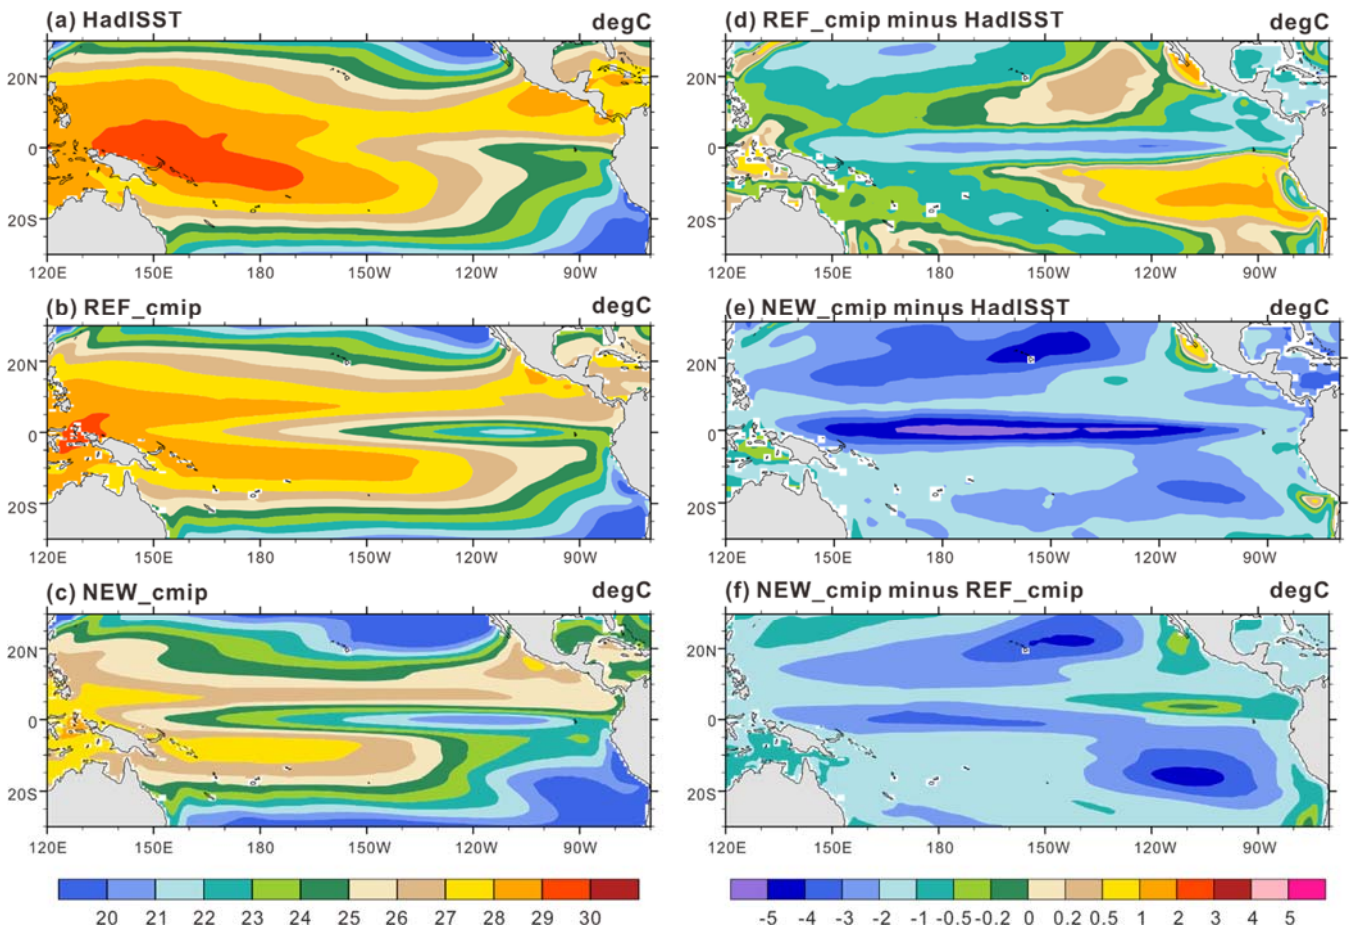 (a) HadISST degC
20N
0
20S
120E 150E 180 150W 120W 90W
(b) REF_cmip degC
20N
0
20S
120E 150E 180 150W 120W 90W
(c) NEW_cmip degC
20N
0
20S
120E 150E 180 150W 120W 90W
20 21 22 23 24 25 26 27 28 29 30
(d) REF_cmip minus HadISST degC
20N
0
20S
120E 150E 180 150W 120W 90W
(e) NEW_cmip minus HadISST degC
20N
0
20S
120E 150E 180 150W 120W 90W
(f) NEW_cmip minus REF_cmip degC
20N
0
20S
120E 150E 180 150W 120W 90W
-5 -4 -3 -2 -1 -0.5 -0.2 0 0.2 0.5 1 2 3 4 5